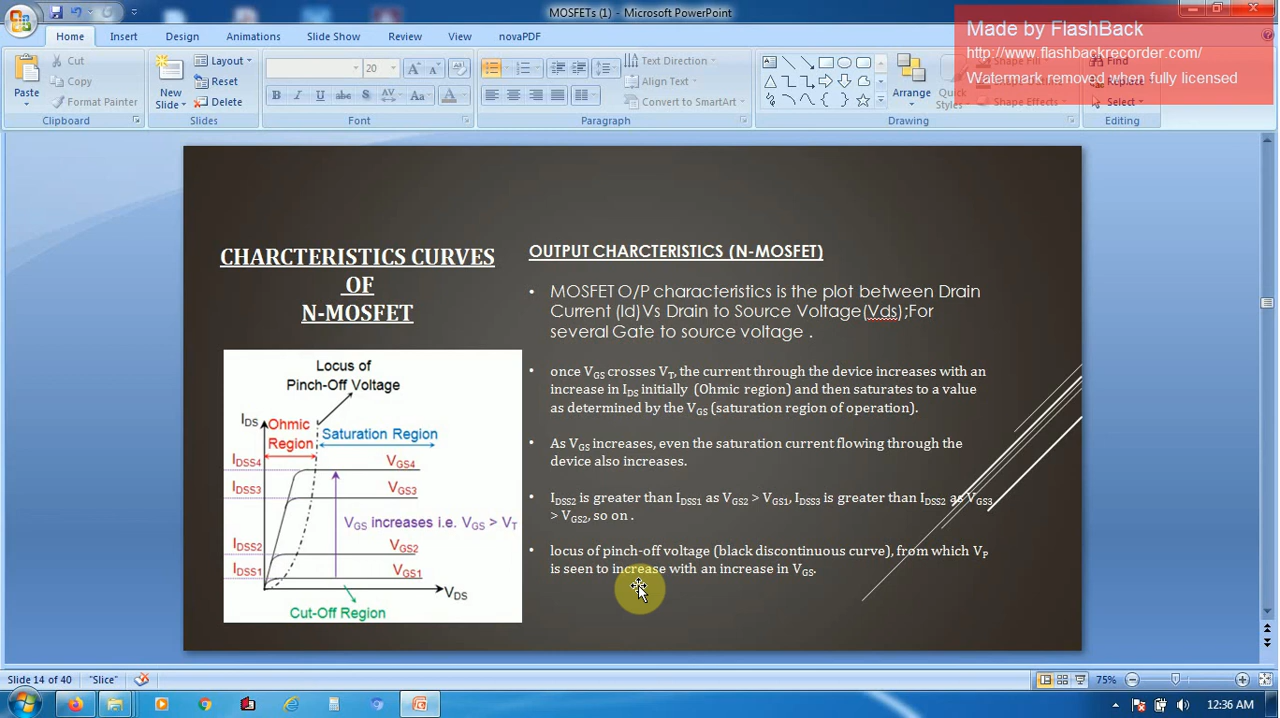 MOSFETs (1) - Microsoft PowerPoint
Made by FlashBack
http://www.flashbackrecorder.com/
Watermark removed when fully licensed
Home Insert Design Animations Slide Show Review View novaPDF
Paste
Cut
Copy
Format Painter
Clipboard
New Slide
Layout
Reset
Delete
Slides
20
B I U abc S AV Aa A
Font
Text Direction
Align Text
Convert to SmartArt
Paragraph
Arrange
Quick Styles
Shape Fill
Shape Effects
Drawing
Find
Replace
Select
Editing
CHARCTERISTICS CURVES
OF
N-MOSFET
Locus of
Pinch-Off Voltage
IDS
Ohmic
Region
Saturation Region
IDSS4
VGS4
IDSS3
VGS3
VGS increases i.e. VGS > VT
IDSS2
VGS2
IDSS1
VGS1
VDS
Cut-Off Region
OUTPUT CHARCTERISTICS (N-MOSFET)
• MOSFET O/P characteristics is the plot between Drain
Current (Id)Vs Drain to Source Voltage(Vds);For
several Gate to source voltage .
• once VGS crosses VT, the current through the device increases with an
increase in IDS initially (Ohmic region) and then saturates to a value
as determined by the VGS (saturation region of operation).
• As VGS increases, even the saturation current flowing through the
device also increases.
• IDSS2 is greater than IDSS1 as VGS2 > VGS1, IDSS3 is greater than IDSS2 as VGS3
> VGS2, so on .
• locus of pinch-off voltage (black discontinuous curve), from which VP
is seen to increase with an increase in VGS.
Slide 14 of 40 "Slice" 75%
12:36 AM